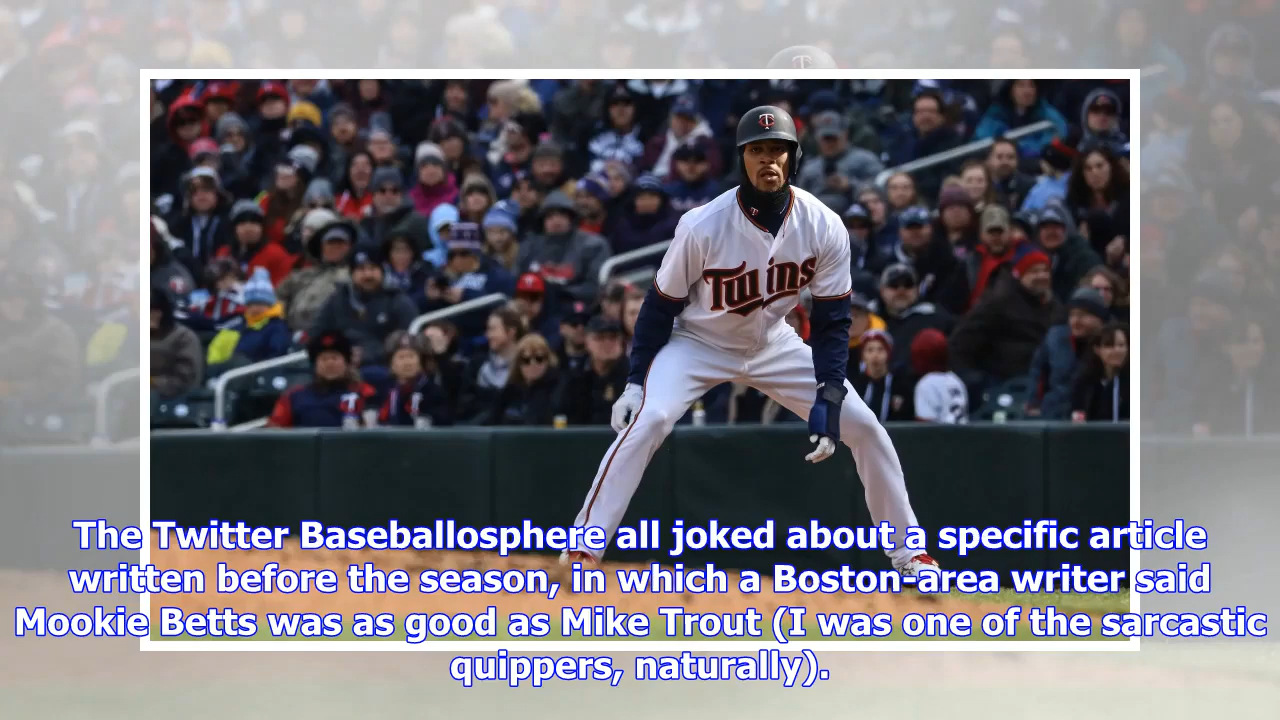 Twins
The Twitter Baseballosphere all joked about a specific article
written before the season, in which a Boston-area writer said
Mookie Betts was as good as Mike Trout (I was one of the sarcastic
quippers, naturally).